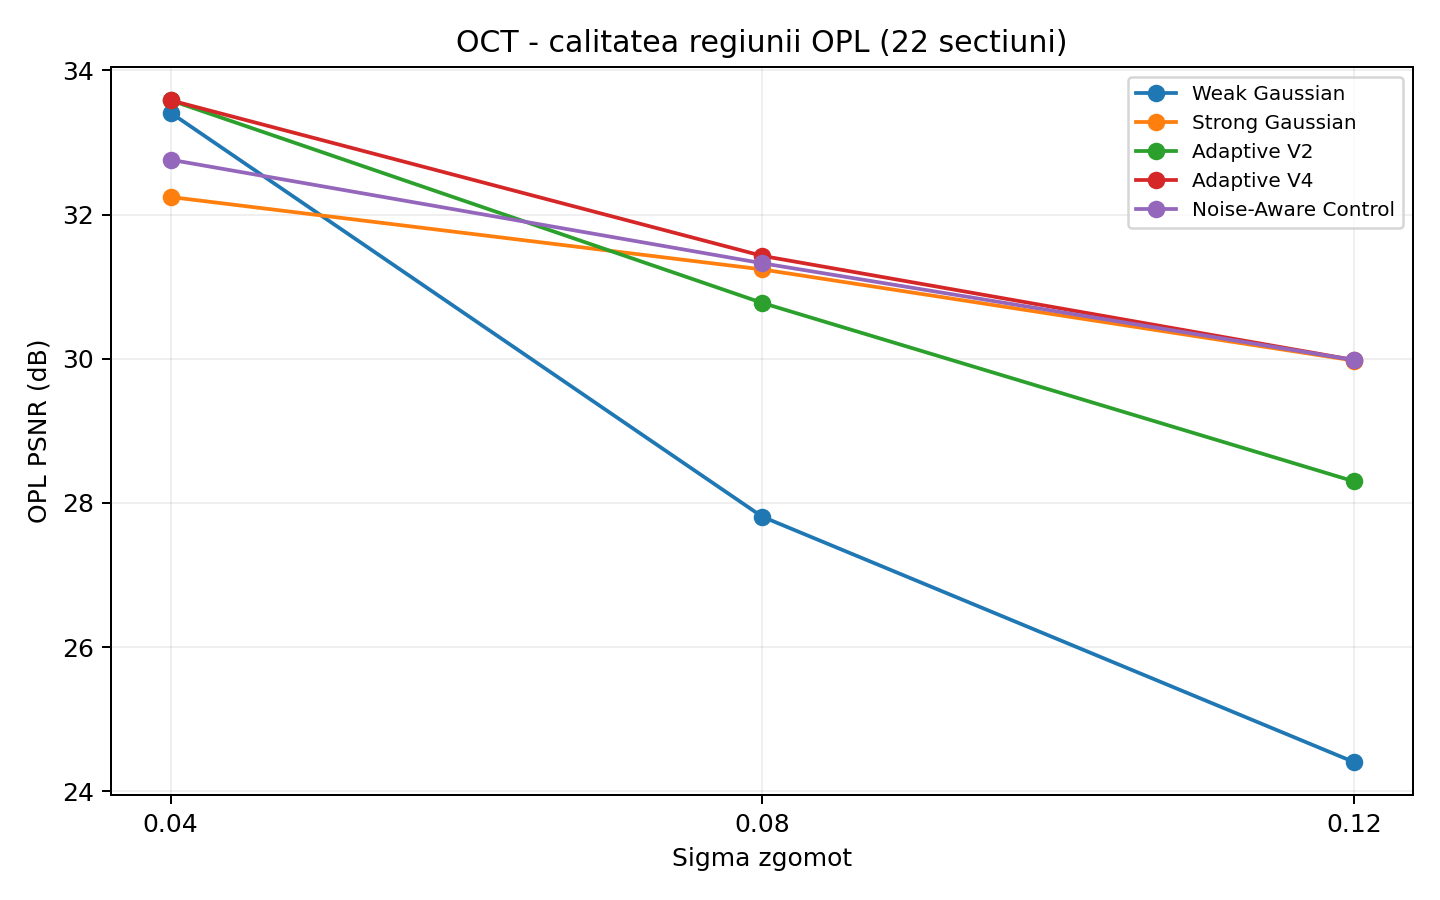 OCT - calitatea regiunii OPL (22 sectiuni)
34
32
30
28
26
24
OPL PSNR (dB)
Weak Gaussian
Strong Gaussian
Adaptive V2
Adaptive V4
Noise-Aware Control
0.04
0.08
0.12
Sigma zgomot